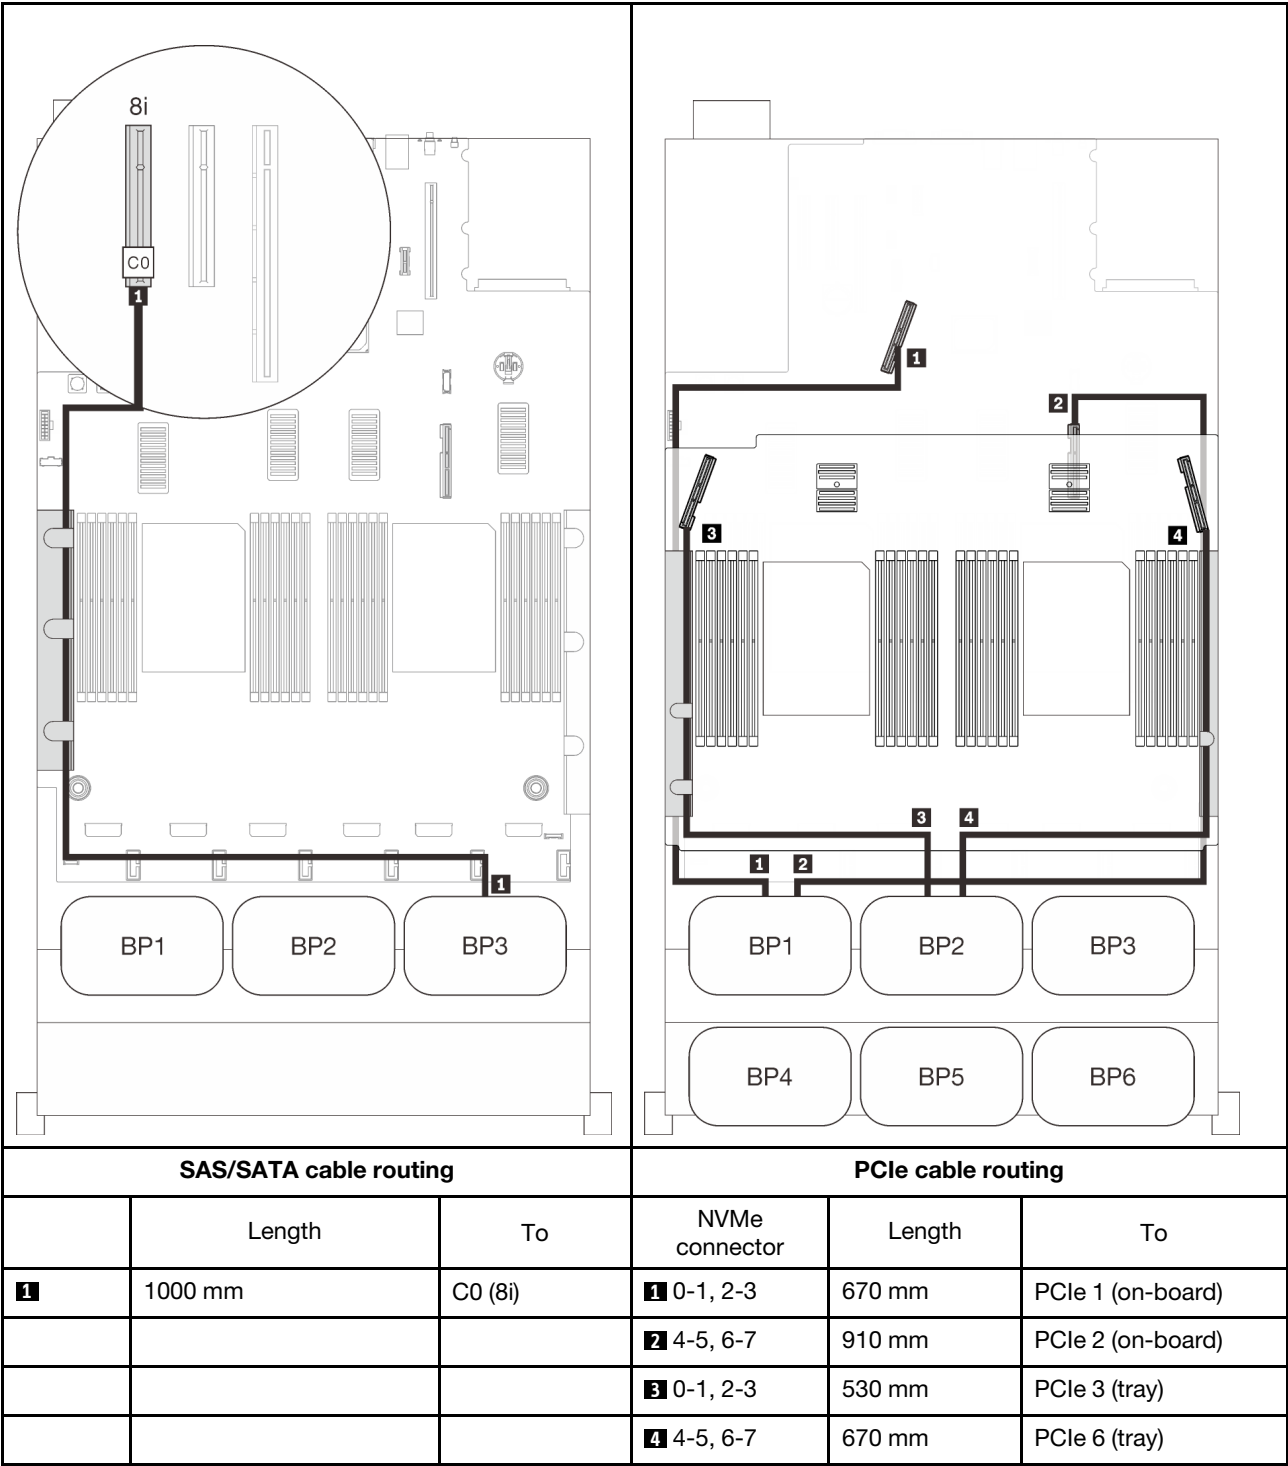 8i
C0
1
1
BP1 BP2 BP3
1
2
3
4
3 4
1 2
BP1 BP2 BP3
BP4 BP5 BP6
SAS/SATA cable routing PCIe cable routing
Length To NVMe connector Length To
1 1000 mm C0 (8i) 1 0-1, 2-3 670 mm PCIe 1 (on-board)
2 4-5, 6-7 910 mm PCIe 2 (on-board)
3 0-1, 2-3 530 mm PCIe 3 (tray)
4 4-5, 6-7 670 mm PCIe 6 (tray)